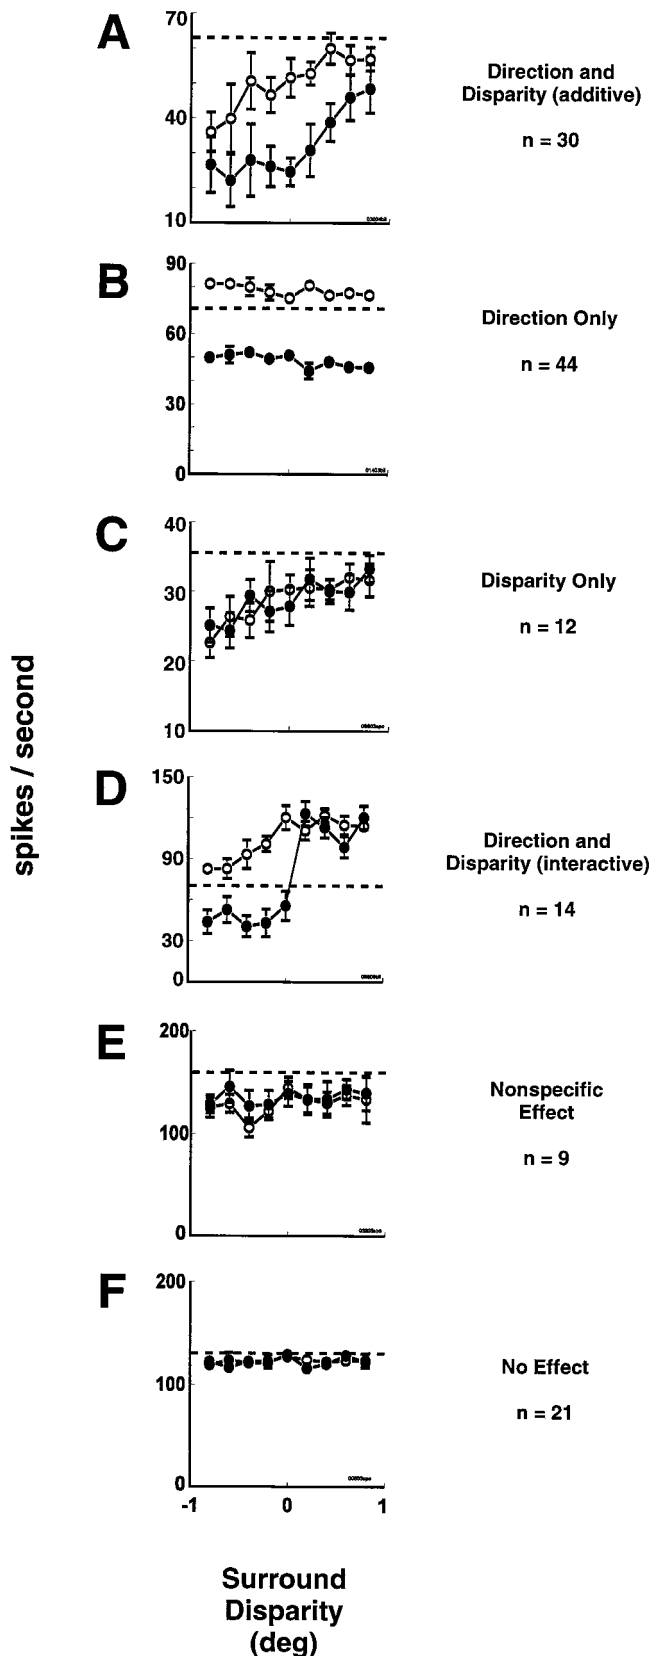 A
70
40
10
Direction and
Disparity (additive)
n = 30
B
90
60
30
0
Direction Only
n = 44
C
40
30
20
10
Disparity Only
n = 12
spikes / second
D
150
90
30
0
Direction and
Disparity (interactive)
n = 14
E
200
100
0
Nonspecific
Effect
n = 9
F
200
100
0
No Effect
n = 21
-1 0 1
Surround
Disparity
(deg)